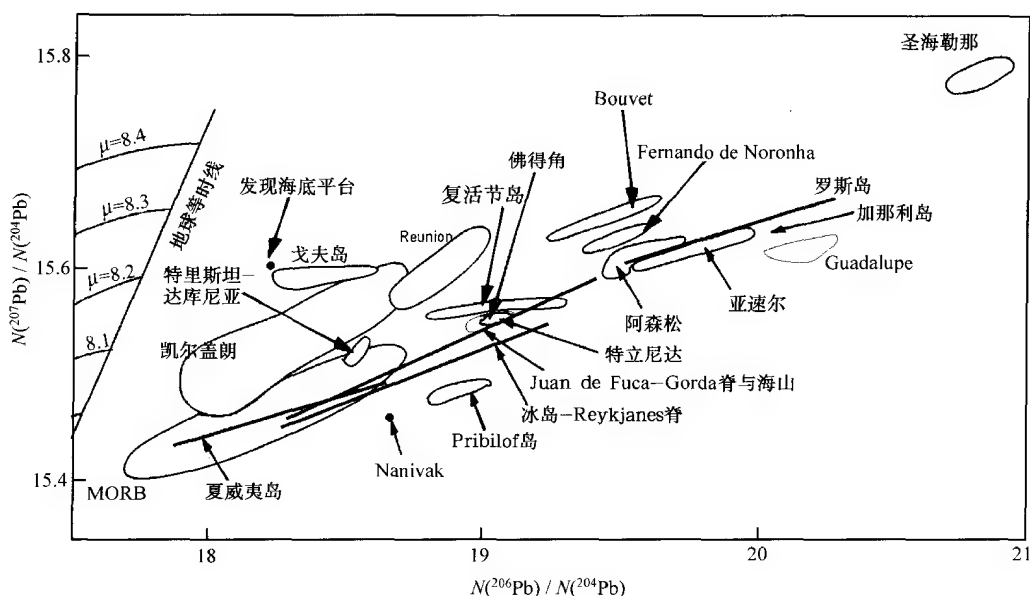 圣海勒那
15.8
Bouvet
μ=8.4
佛得角
Fernando de Noronha
地球等时线
发现海底平台
复活节岛
罗斯岛
μ=8.3
加那利岛
Reunion
戈夫岛
15.6
Guadalupe
特里斯坦-
达库尼亚
μ=8.2
亚速尔
阿森松
8.1
凯尔盖朗
特立尼达
Juan de Fuca-Gorda脊与海山
冰岛-Reykjanes脊
Pribilof岛
Nanivak
15.4
MORB
夏威夷岛
N(²⁰⁷Pb) / N(²⁰⁴Pb)
18
19
20
21
N(²⁰⁶Pb) / N(²⁰⁴Pb)